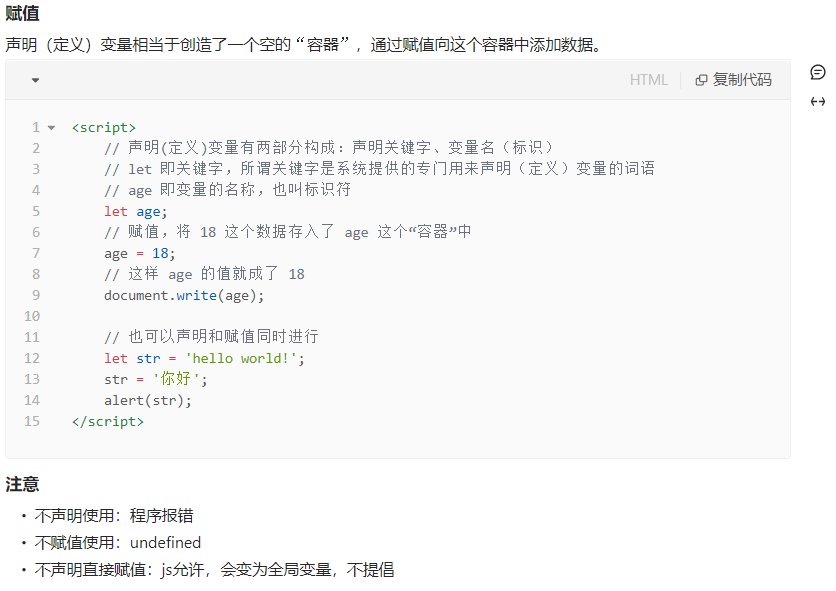 赋值
声明（定义）变量相当于创造了一个空的“容器”，通过赋值向这个容器中添加数据。
HTML 复制代码
1 <script>
2 // 声明(定义)变量有两部分构成：声明关键字、变量名（标识）
3 // let 即关键字，所谓关键字是系统提供的专门用来声明（定义）变量的词语
4 // age 即变量的名称，也叫标识符
5 let age;
6 // 赋值，将 18 这个数据存入了 age 这个“容器”中
7 age = 18;
8 // 这样 age 的值就成了 18
9 document.write(age);
10
11 // 也可以声明和赋值同时进行
12 let str = 'hello world!';
13 str = '你好';
14 alert(str);
15 </script>
注意
• 不声明使用：程序报错
• 不赋值使用：undefined
• 不声明直接赋值：js允许，会变为全局变量，不提倡